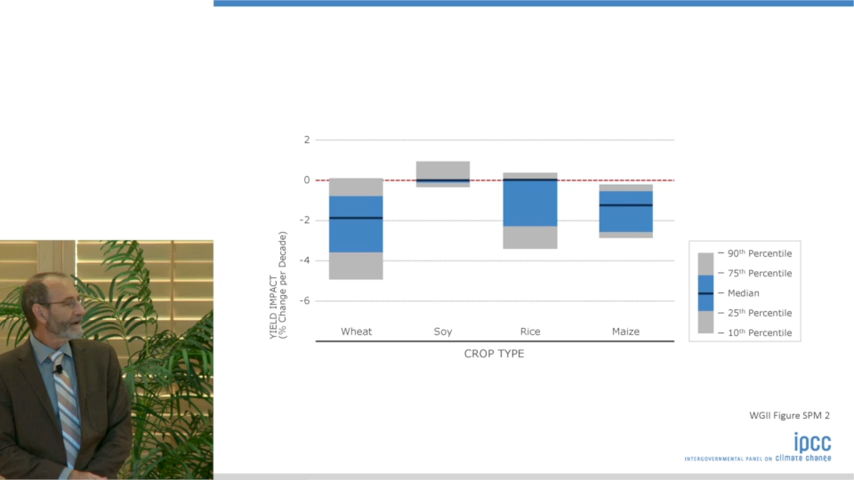 2
0
-2
-4
-6
YIELD IMPACT
(% Change per Decade)
Wheat Soy Rice Maize
CROP TYPE
90th Percentile
75th Percentile
Median
25th Percentile
10th Percentile
WGII Figure SPM 2
ipcc
INTERGOVERNMENTAL PANEL ON climate change